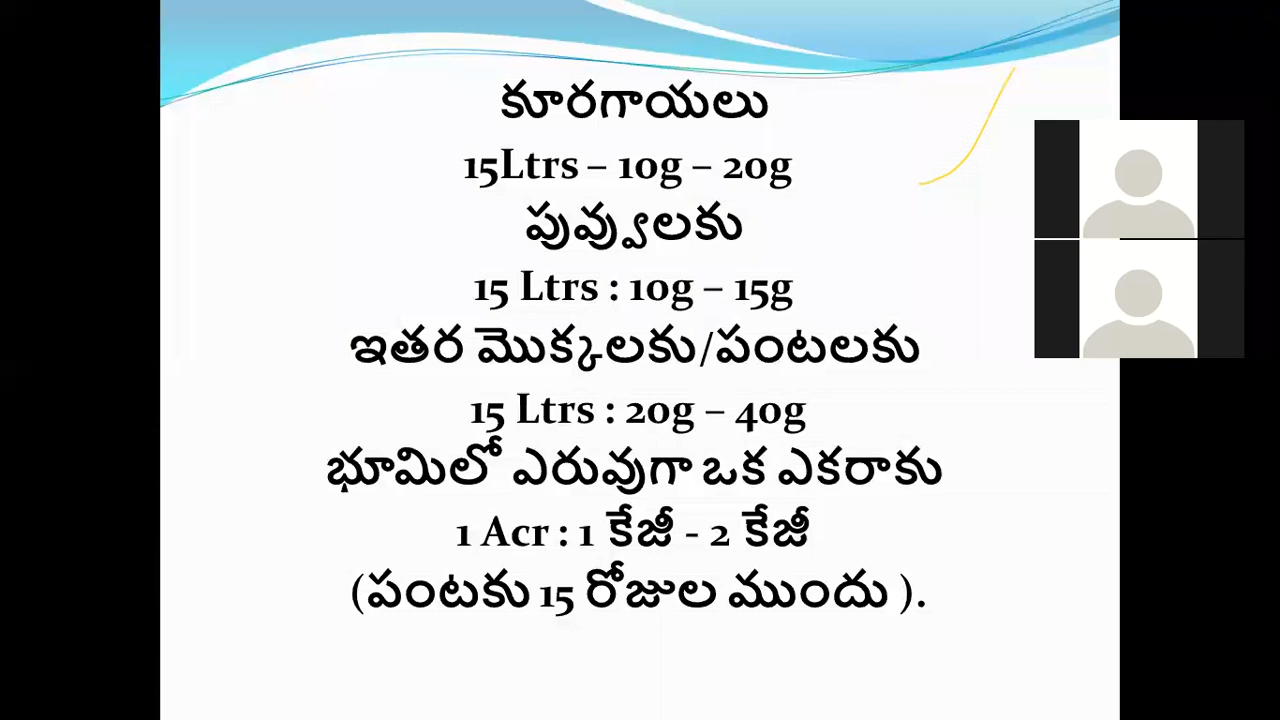 కూరగాయలు
15Ltrs – 10g – 20g
పువ్వులకు
15 Ltrs : 10g – 15g
ఇతర మొక్కలకు/పంటలకు
15 Ltrs : 20g – 40g
భూమిలో ఎరువుగా ఒక ఎకరాకు
1 Acr : 1 కేజీ - 2 కేజీ
(పంటకు 15 రోజుల ముందు ).